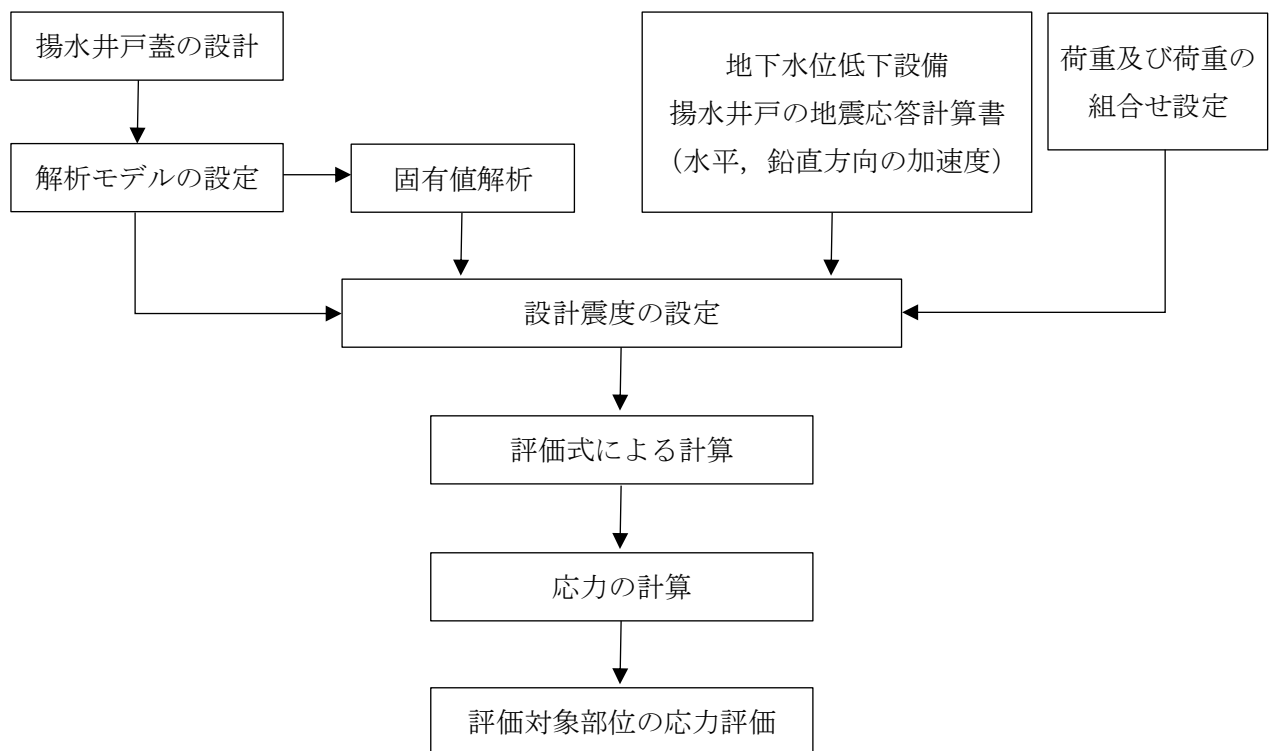 揚水井戸蓋の設計
地下水位低下設備
揚水井戸の地震応答計算書
（水平，鉛直方向の加速度）
荷重及び荷重の
組合せ設定
解析モデルの設定
固有値解析
設計震度の設定
評価式による計算
応力の計算
評価対象部位の応力評価